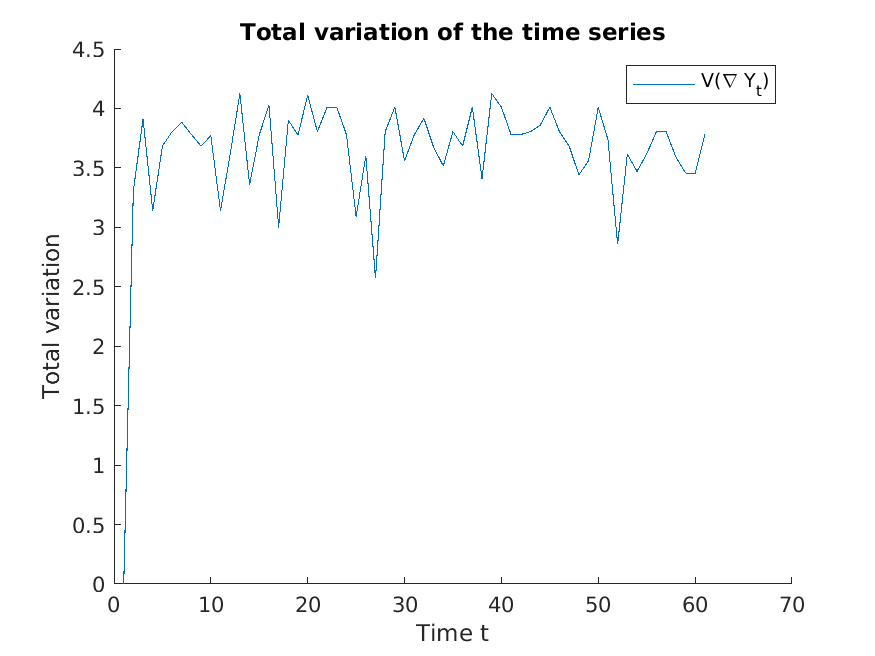 Total variation of the time series
V(∇ Y_t)
4.5
4
3.5
3
2.5
2
1.5
1
0.5
0
Total variation
0 10 20 30 40 50 60 70
Time t